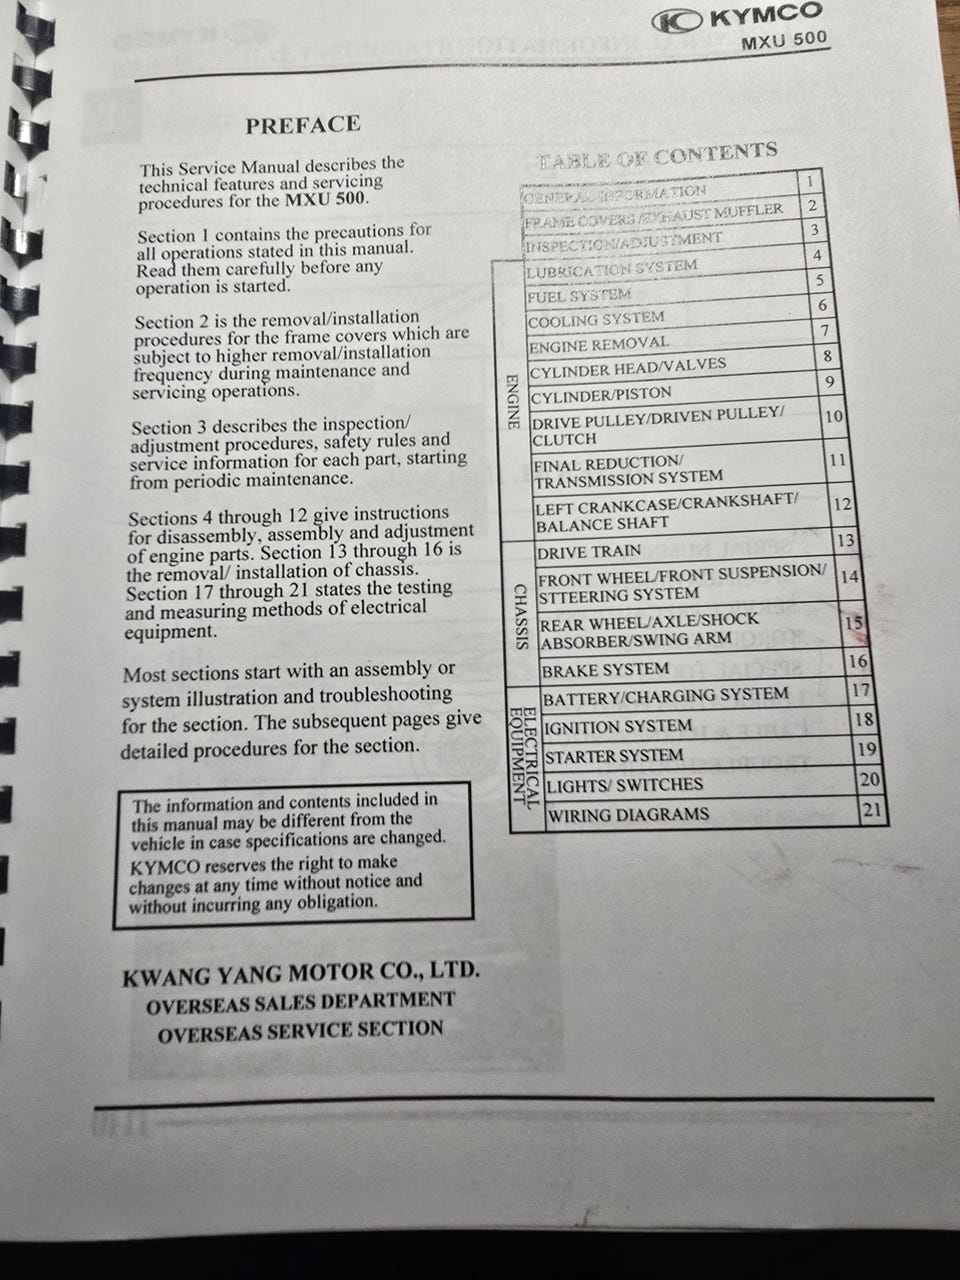 KYMCO
MXU 500
PREFACE
This Service Manual describes the
technical features and servicing
procedures for the MXU 500.
Section 1 contains the precautions for
all operations stated in this manual.
Read them carefully before any
operation is started.
Section 2 is the removal/installation
procedures for the frame covers which are
subject to higher removal/installation
frequency during maintenance and
servicing operations.
Section 3 describes the inspection/
adjustment procedures, safety rules and
service information for each part, starting
from periodic maintenance.
Sections 4 through 12 give instructions
for disassembly, assembly and adjustment
of engine parts. Section 13 through 16 is
the removal/ installation of chassis.
Section 17 through 21 states the testing
and measuring methods of electrical
equipment.
Most sections start with an assembly or
system illustration and troubleshooting
for the section. The subsequent pages give
detailed procedures for the section.
The information and contents included in
this manual may be different from the
vehicle in case specifications are changed.
KYMCO reserves the right to make
changes at any time without notice and
without incurring any obligation.
KWANG YANG MOTOR CO., LTD.
OVERSEAS SALES DEPARTMENT
OVERSEAS SERVICE SECTION
TABLE OF CONTENTS
GENERAL INFORMATION 1
FRAME COVERS/EXHAUST MUFFLER 2
INSPECTION/ADJUSTMENT 3
ENGINE
LUBRICATION SYSTEM 4
FUEL SYSTEM 5
COOLING SYSTEM 6
ENGINE REMOVAL 7
CYLINDER HEAD/VALVES 8
CYLINDER/PISTON 9
DRIVE PULLEY/DRIVEN PULLEY/
CLUTCH 10
FINAL REDUCTION/
TRANSMISSION SYSTEM 11
LEFT CRANKCASE/CRANKSHAFT/
BALANCE SHAFT 12
CHASSIS
DRIVE TRAIN 13
FRONT WHEEL/FRONT SUSPENSION/
STTEERING SYSTEM 14
REAR WHEEL/AXLE/SHOCK
ABSORBER/SWING ARM 15
BRAKE SYSTEM 16
ELECTRICAL
EQUIPMENT
BATTERY/CHARGING SYSTEM 17
IGNITION SYSTEM 18
STARTER SYSTEM 19
LIGHTS/ SWITCHES 20
WIRING DIAGRAMS 21